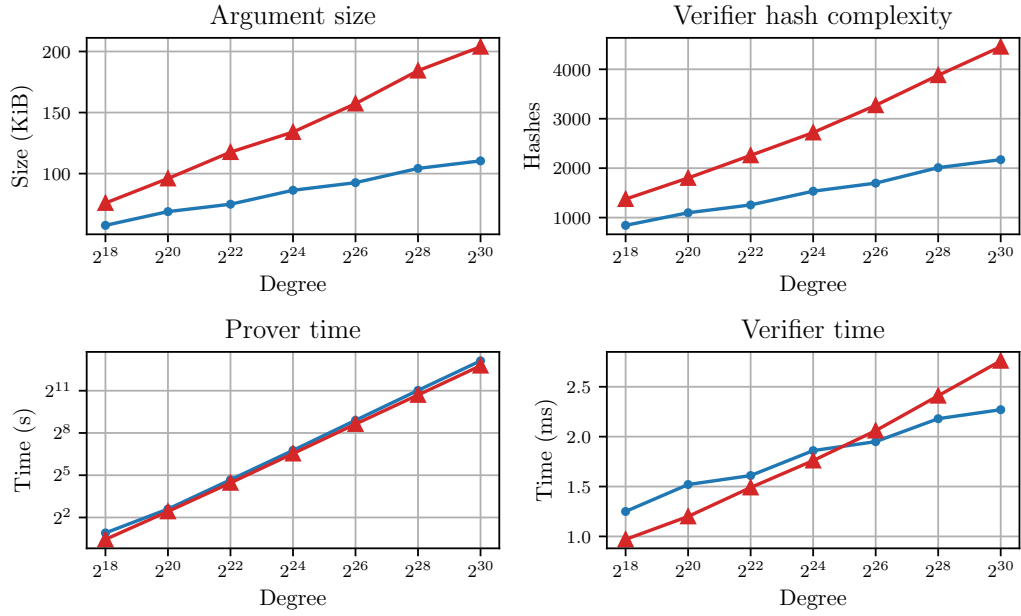 Argument size
Size (KiB)
200
150
100
2^18 2^20 2^22 2^24 2^26 2^28 2^30
Degree
Verifier hash complexity
Hashes
4000
3000
2000
1000
2^18 2^20 2^22 2^24 2^26 2^28 2^30
Degree
Prover time
Time (s)
2^11
2^8
2^5
2^2
2^18 2^20 2^22 2^24 2^26 2^28 2^30
Degree
Verifier time
Time (ms)
2.5
2.0
1.5
1.0
2^18 2^20 2^22 2^24 2^26 2^28 2^30
Degree